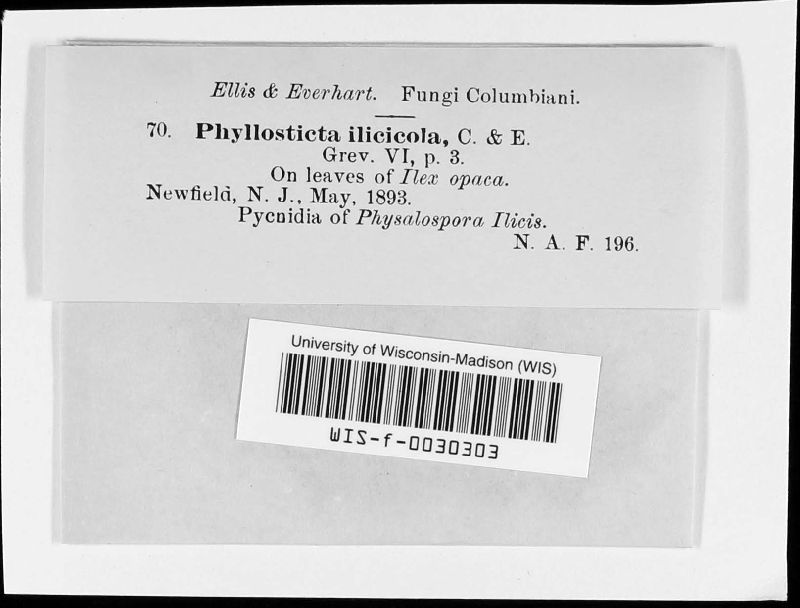 Ellis & Everhart. Fungi Columbiani.
70. Phyllosticta ilicicola, C. & E.
Grev. VI, p. 3.
On leaves of Ilex opaca.
Newfield, N. J., May, 1893.
Pycnidia of Physalospora Ilicis.
N. A. F. 196.
University of Wisconsin-Madison (WIS)
WIS-f-0030303